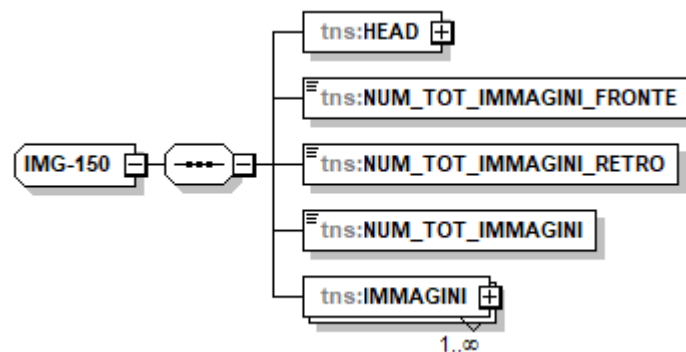 tns:HEAD
tns:NUM_TOT_IMMAGINI_FRONTE
IMG-150
tns:NUM_TOT_IMMAGINI_RETRO
tns:NUM_TOT_IMMAGINI
tns:IMMAGINI
1..∞